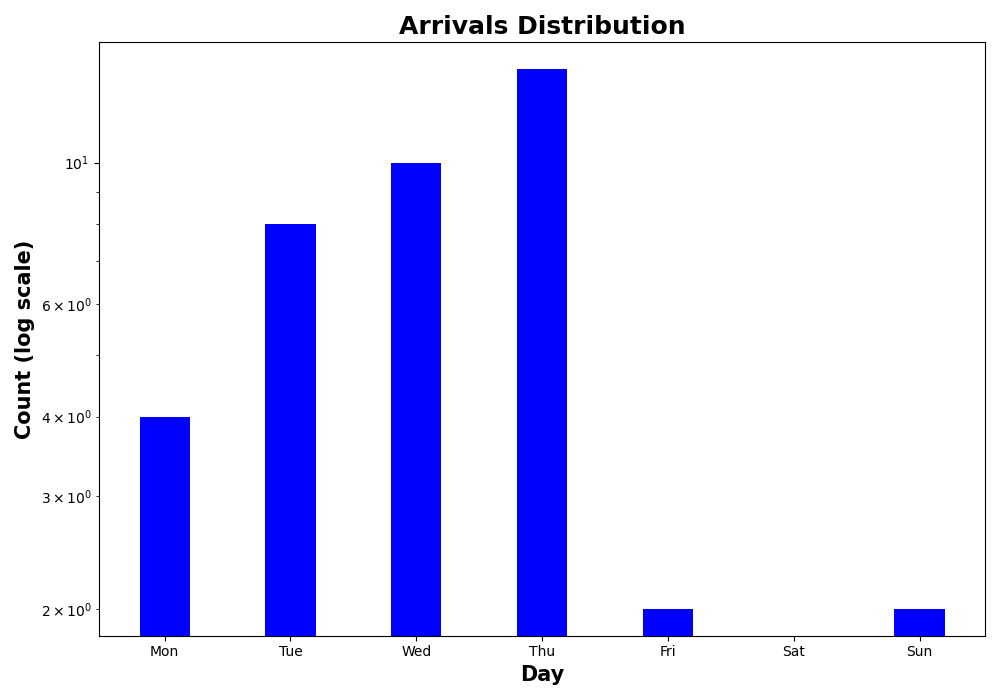 Arrivals Distribution
Count (log scale)
10¹
6 × 10⁰
4 × 10⁰
3 × 10⁰
2 × 10⁰
Mon Tue Wed Thu Fri Sat Sun
Day